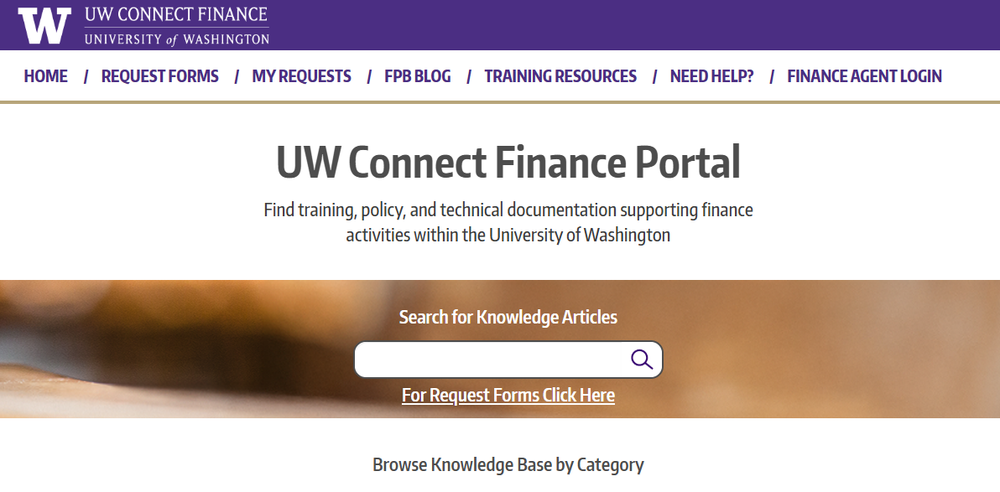 W UW CONNECT FINANCE
UNIVERSITY of WASHINGTON
HOME / REQUEST FORMS / MY REQUESTS / FPB BLOG / TRAINING RESOURCES / NEED HELP? / FINANCE AGENT LOGIN
UW Connect Finance Portal
Find training, policy, and technical documentation supporting finance
activities within the University of Washington
Search for Knowledge Articles
For Request Forms Click Here
Browse Knowledge Base by Category